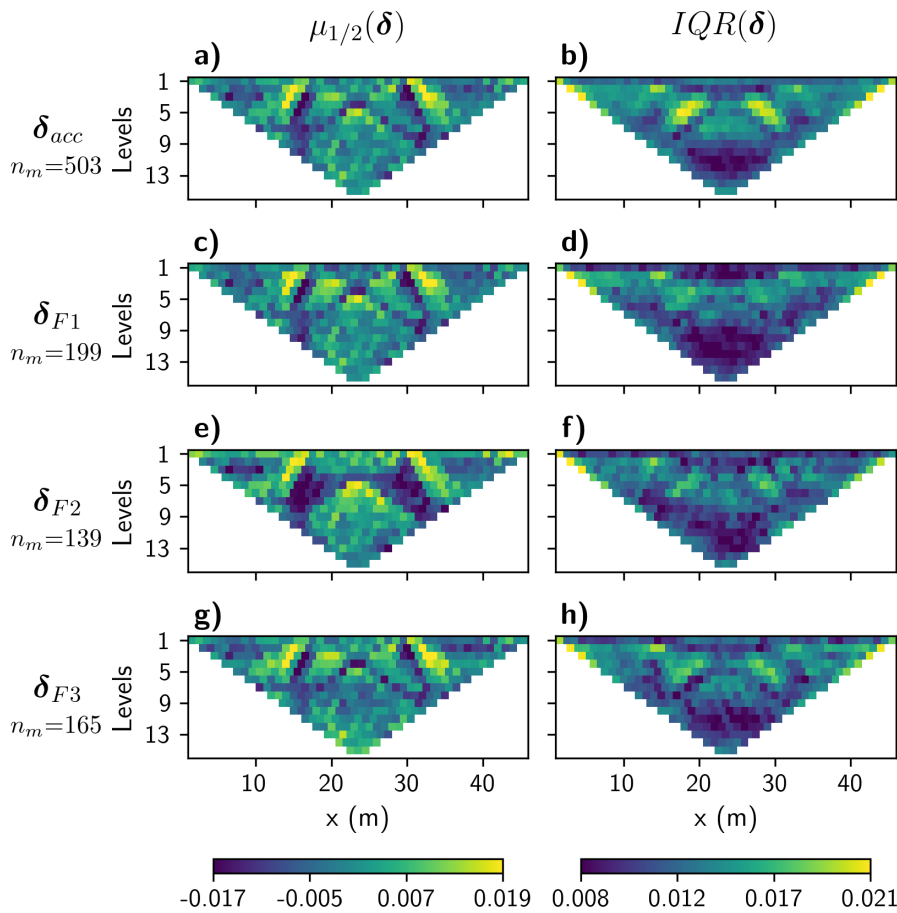 μ1/2(δ) IQR(δ)
a) b)
δacc
nm=503
Levels
1
5
9
13
c) d)
δF1
nm=199
Levels
1
5
9
13
e) f)
δF2
nm=139
Levels
1
5
9
13
g) h)
δF3
nm=165
Levels
1
5
9
13
10 20 30 40 10 20 30 40
x (m) x (m)
-0.017 -0.005 0.007 0.019 0.008 0.012 0.017 0.021